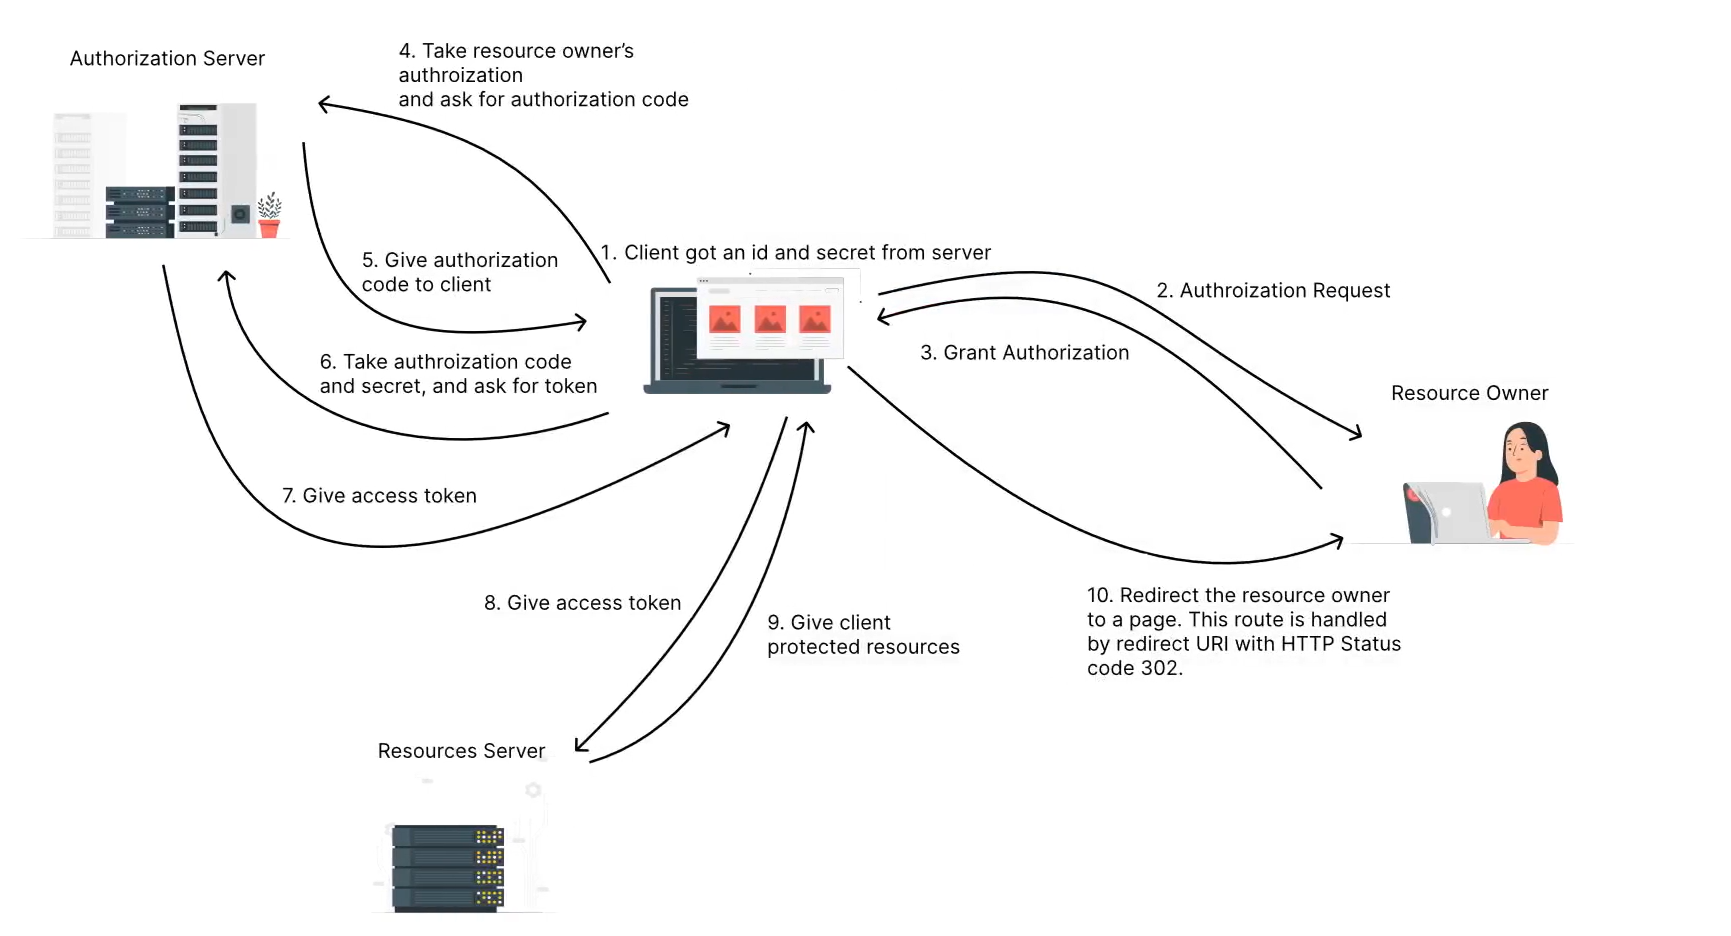 Authorization Server
4. Take resource owner’s
authroization
and ask for authorization code
5. Give authorization
code to client
1. Client got an id and secret from server
2. Authroization Request
3. Grant Authorization
6. Take authroization code
and secret, and ask for token
Resource Owner
7. Give access token
8. Give access token
9. Give client
protected resources
10. Redirect the resource owner
to a page. This route is handled
by redirect URI with HTTP Status
code 302.
Resources Server